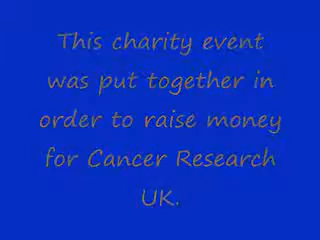 This charity event
was put together in
order to raise money
for Cancer Research
UK.